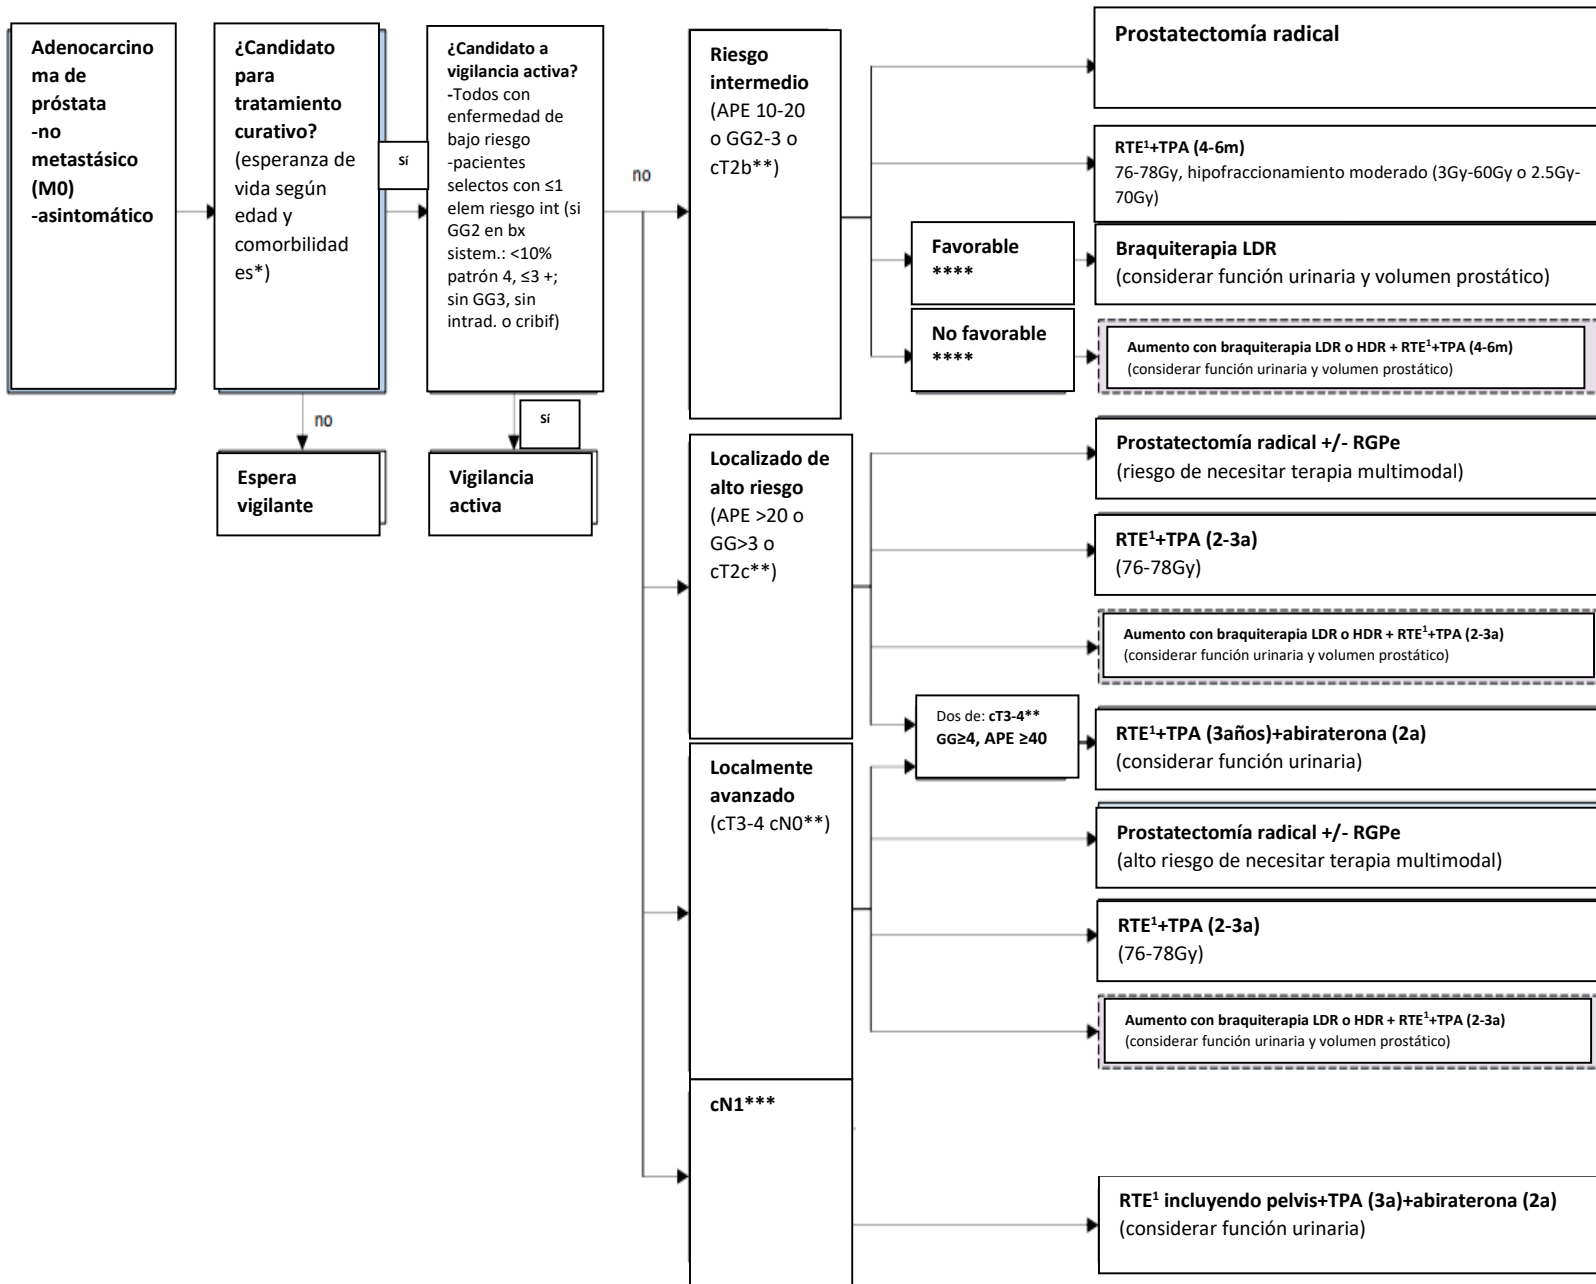 Adenocarcino
ma de
próstata
-no
metastásico
(M0)
-asintomático
¿Candidato
para
tratamiento
curativo?
(esperanza de
vida según
edad y
comorbilidad
es*)
Sí
no
Espera
vigilante
¿Candidato a
vigilancia activa?
-Todos con
enfermedad de
bajo riesgo
-pacientes
selectos con ≤1
elem riesgo int (si
GG2 en bx
sistem.: <10%
patrón 4, ≤3 +;
sin GG3, sin
intrad. o cribif)
Sí
Vigilancia
activa
no
Riesgo
intermedio
(APE 10-20
o GG2-3 o
cT2b**)
Prostatectomía radical
RTE¹+TPA (4-6m)
76-78Gy, hipofraccionamiento moderado (3Gy-60Gy o 2.5Gy-
70Gy)
Favorable
****
Braquiterapia LDR
(considerar función urinaria y volumen prostático)
No favorable
****
Aumento con braquiterapia LDR o HDR + RTE¹+TPA (4-6m)
(considerar función urinaria y volumen prostático)
Localizado de
alto riesgo
(APE >20 o
GG>3 o
cT2c**)
Prostatectomía radical +/- RGPe
(riesgo de necesitar terapia multimodal)
RTE¹+TPA (2-3a)
(76-78Gy)
Aumento con braquiterapia LDR o HDR + RTE¹+TPA (2-3a)
(considerar función urinaria y volumen prostático)
Dos de: cT3-4**
GG≥4, APE ≥40
RTE¹+TPA (3años)+abiraterona (2a)
(considerar función urinaria)
Localmente
avanzado
(cT3-4 cN0**)
Prostatectomía radical +/- RGPe
(alto riesgo de necesitar terapia multimodal)
RTE¹+TPA (2-3a)
(76-78Gy)
Aumento con braquiterapia LDR o HDR + RTE¹+TPA (2-3a)
(considerar función urinaria y volumen prostático)
cN1***
RTE¹ incluyendo pelvis+TPA (3a)+abiraterona (2a)
(considerar función urinaria)